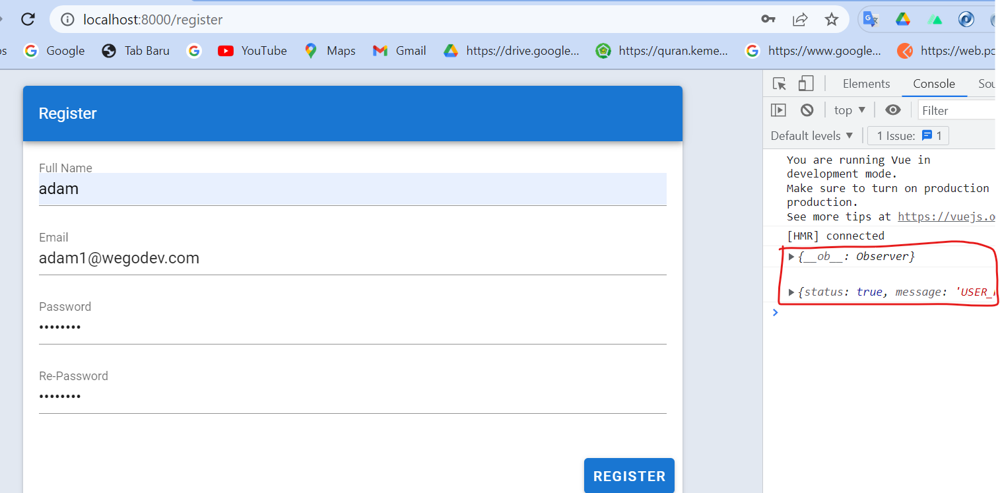 localhost:8000/register
Google Tab Baru YouTube Maps Gmail https://drive.google... https://quran.keme... https://www.google... https://web.pc
Elements Console Sou
top Filter
Default levels 1 Issue: 1
Register
Full Name
adam
Email
adam1@wegodev.com
Password
••••••••
Re-Password
••••••••
REGISTER
You are running Vue in
development mode.
Make sure to turn on production
production.
See more tips at https://vuejs.o
[HMR] connected
{__ob__: Observer}
{status: true, message: 'USER_